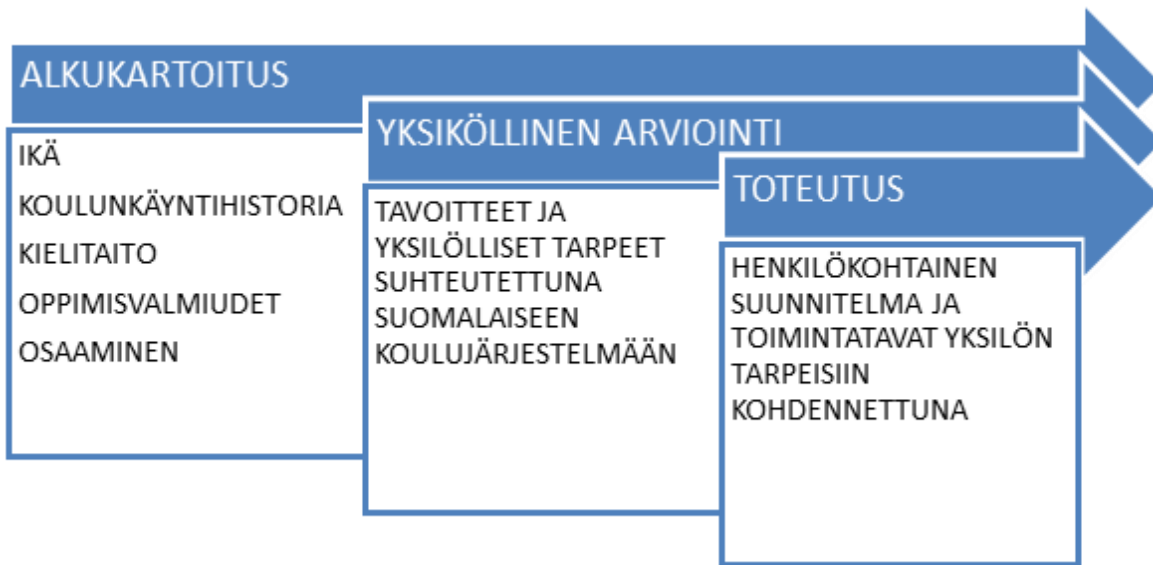 ALKUKARTOITUS
IKÄ
KOULUNKÄYNTIHISTORIA
KIELITAITO
OPPIMISVALMIUDET
OSAAMINEN
YKSIKÖLLINEN ARVIOINTI
TAVOITTEET JA
YKSILÖLLISET TARPEET
SUHTEUTETTUNA
SUOMALAISEEN
KOULUJÄRJESTELMÄÄN
TOTEUTUS
HENKILÖKOHTAINEN
SUUNNITELMA JA
TOIMINTATAVAT YKSILÖN
TARPEISIIN
KOHDENNETTUNA